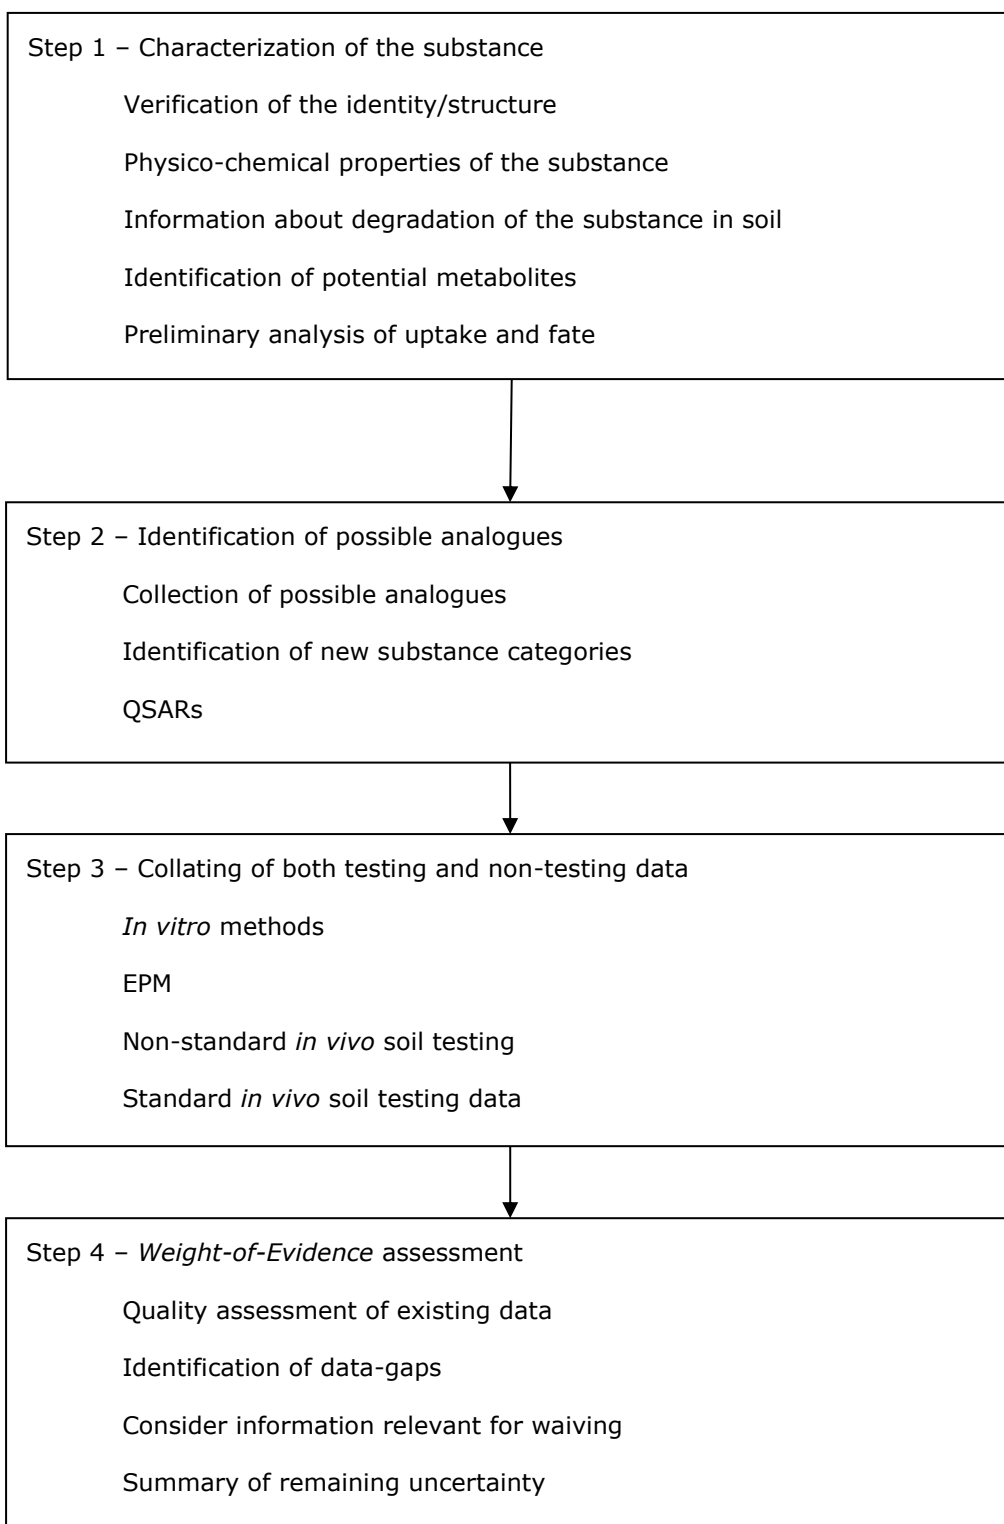 Step 1 – Characterization of the substance
Verification of the identity/structure
Physico-chemical properties of the substance
Information about degradation of the substance in soil
Identification of potential metabolites
Preliminary analysis of uptake and fate
Step 2 – Identification of possible analogues
Collection of possible analogues
Identification of new substance categories
QSARs
Step 3 – Collating of both testing and non-testing data
In vitro methods
EPM
Non-standard in vivo soil testing
Standard in vivo soil testing data
Step 4 – Weight-of-Evidence assessment
Quality assessment of existing data
Identification of data-gaps
Consider information relevant for waiving
Summary of remaining uncertainty